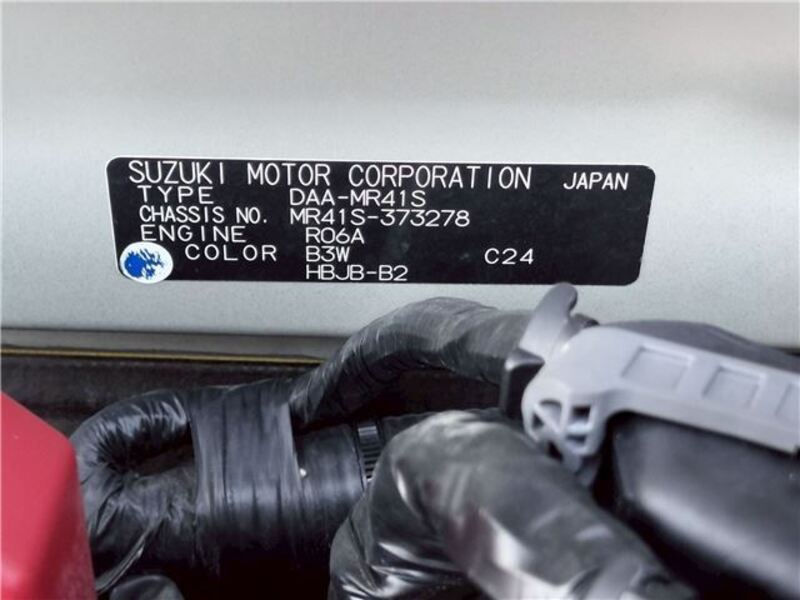 SUZUKI MOTOR CORPORATION JAPAN
TYPE DAA-MR41S
CHASSIS NO. MR41S-373278
ENGINE R06A
COLOR B3W C24
HBJB-B2